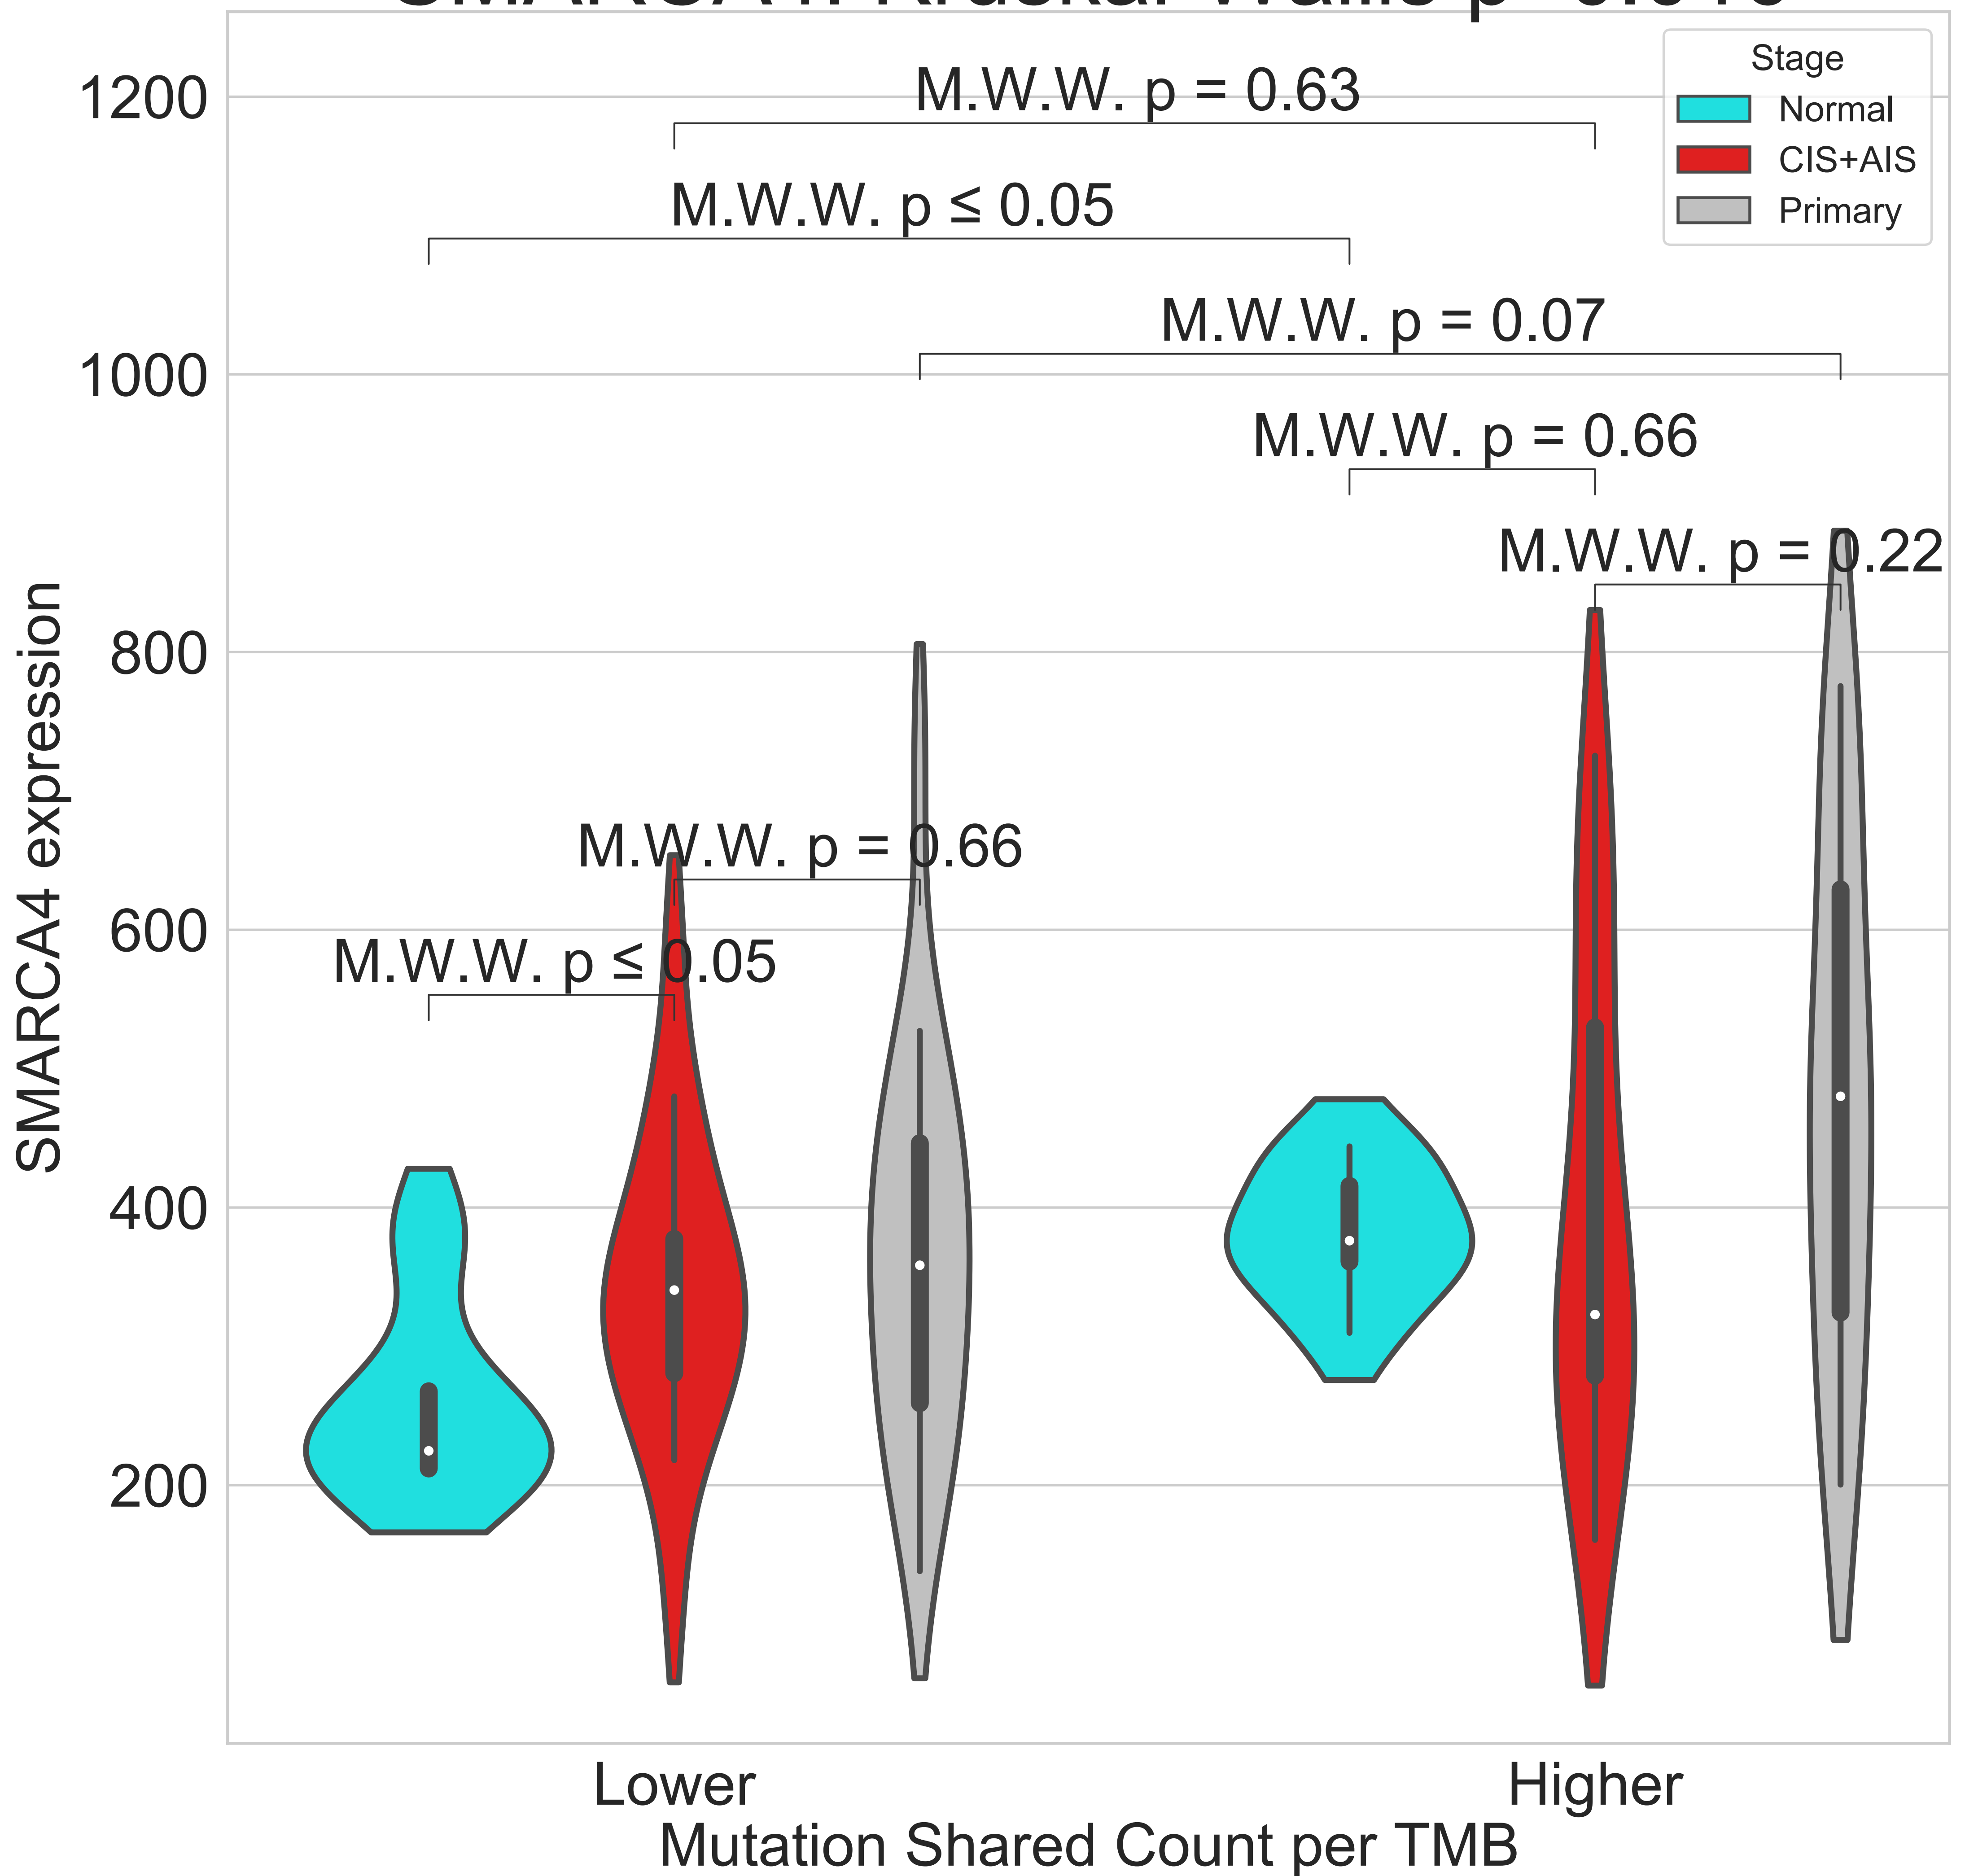 Stage
Normal
CIS+AIS
Primary
M.W.W. p = 0.63
M.W.W. p ≤ 0.05
M.W.W. p = 0.07
M.W.W. p = 0.66
M.W.W. p = 0.22
M.W.W. p = 0.66
M.W.W. p ≤ 0.05
SMARCA4 expression
1200
1000
800
600
400
200
Lower
Higher
Mutation Shared Count per TMB